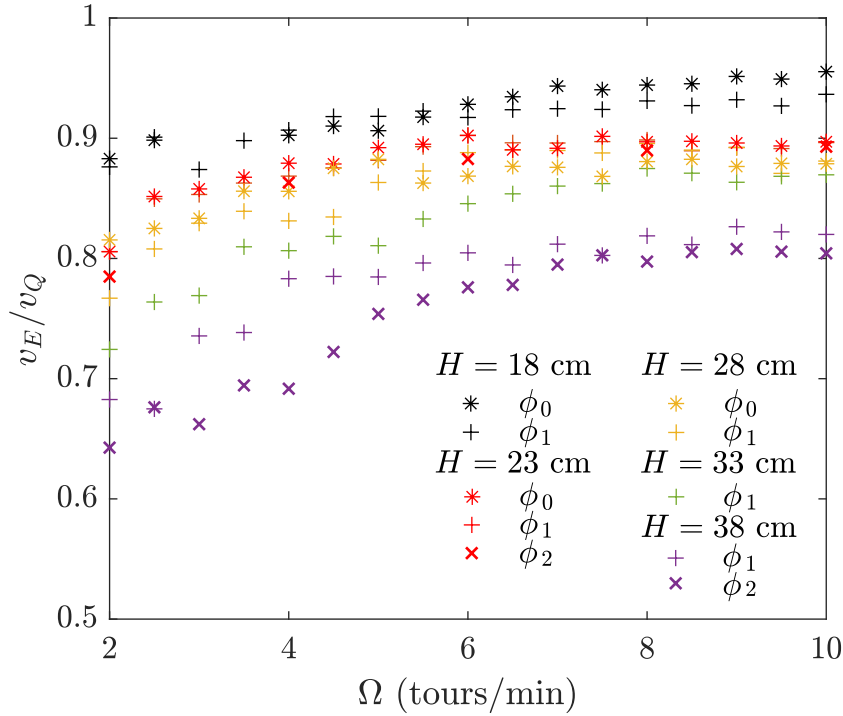 1
0.9
0.8
0.7
0.6
0.5
v_E/v_Q
2
4
6
8
10
Ω (tours/min)
H = 18 cm
ϕ_0
ϕ_1
H = 23 cm
ϕ_0
ϕ_1
ϕ_2
H = 28 cm
ϕ_0
ϕ_1
H = 33 cm
ϕ_1
H = 38 cm
ϕ_1
ϕ_2